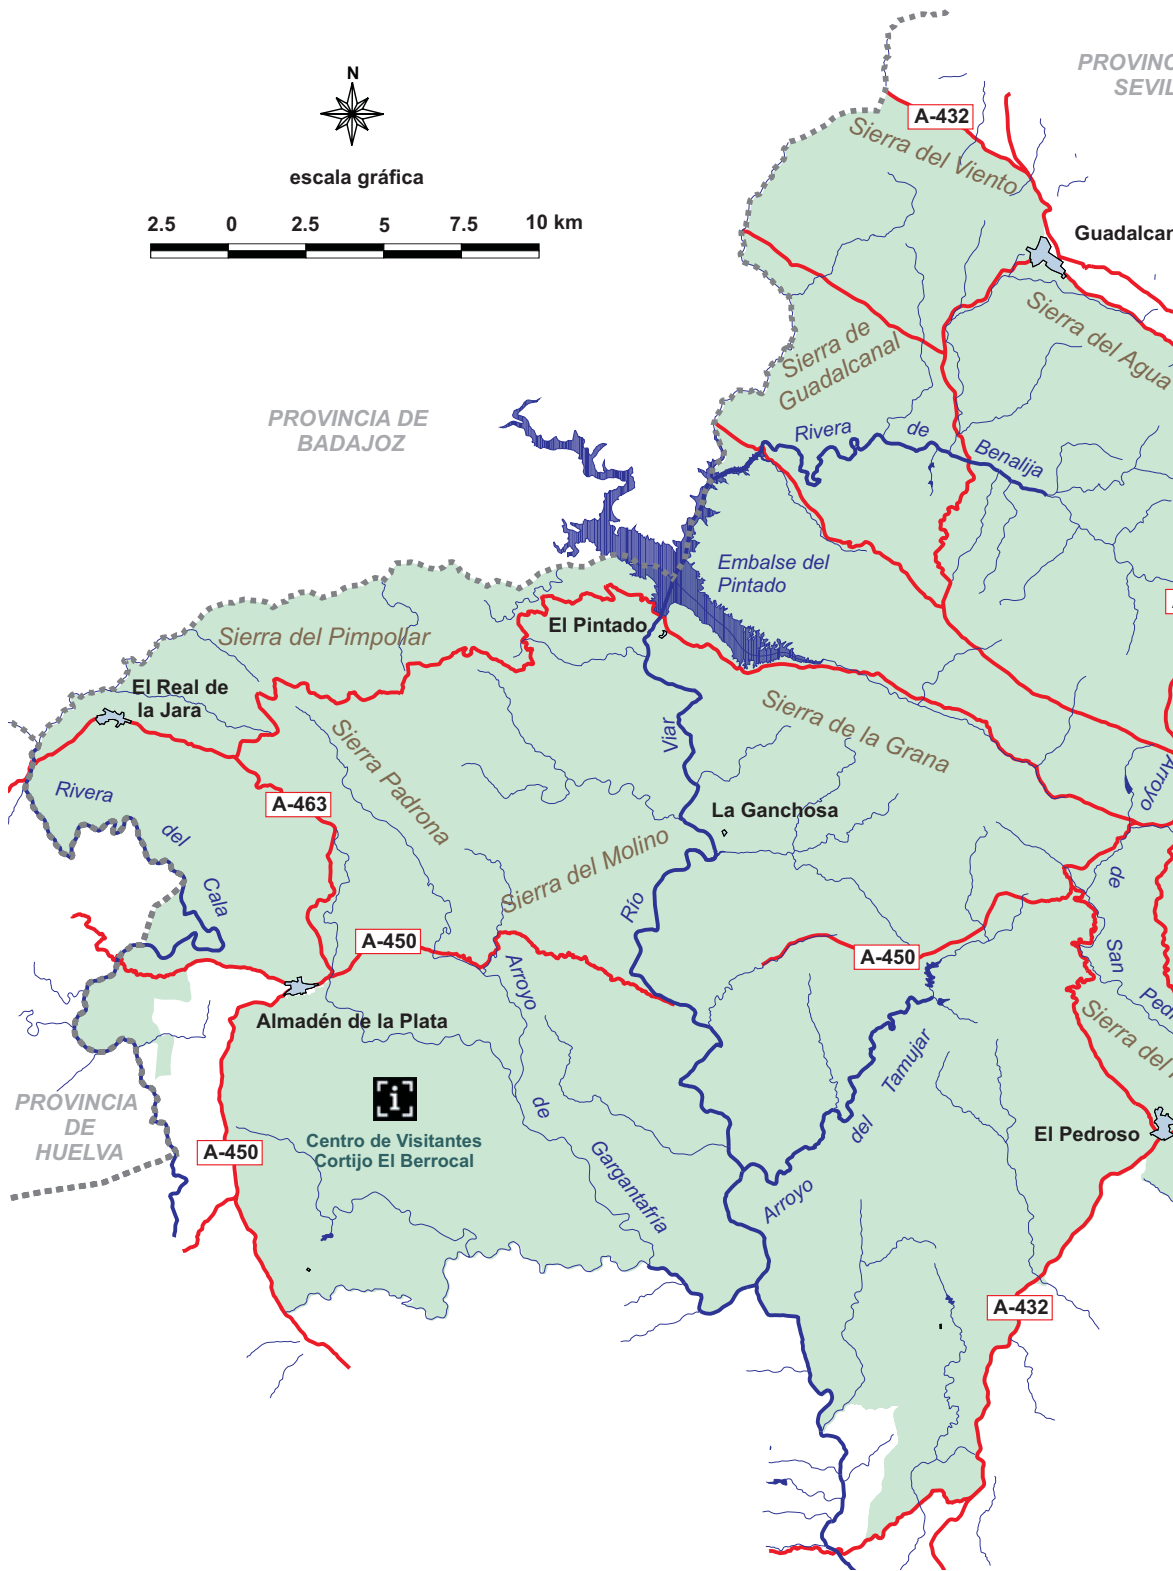 PROVINC
SEVIL
N
escala gráfica
2.5 0 2.5 5 7.5 10 km
A-432
Sierra del Viento
Guadalcan
Sierra del Agua
Sierra de
Guadalcanal
PROVINCIA DE
BADAJOZ
Rivera de Benalija
Embalse del
Pintado
El Pintado
Sierra del Pimpollar
El Real de
la Jara
Sierra Padrona
Viar
Sierra de la Grana
Rivera del Cala
A-463
La Ganchosa
Arroyo de San Pedr
Sierra del Molino
Río
A-450
A-450
Arroyo de Gargantafría
Almadén de la Plata
Sierra del
Arroyo del Tamujar
PROVINCIA
DE
HUELVA
i
Centro de Visitantes
Cortijo El Berrocal
A-450
El Pedroso
A-432